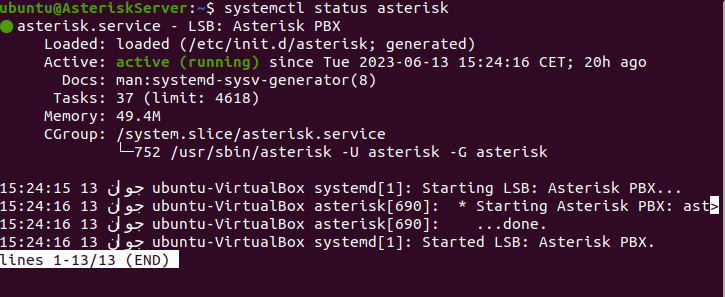 ubuntu@AsteriskServer:~$ systemctl status asterisk
● asterisk.service - LSB: Asterisk PBX
Loaded: loaded (/etc/init.d/asterisk; generated)
Active: active (running) since Tue 2023-06-13 15:24:16 CET; 20h ago
Docs: man:systemd-sysv-generator(8)
Tasks: 37 (limit: 4618)
Memory: 49.4M
CGroup: /system.slice/asterisk.service
└─752 /usr/sbin/asterisk -U asterisk -G asterisk
15:24:15 13 جوان ubuntu-VirtualBox systemd[1]: Starting LSB: Asterisk PBX...
15:24:16 13 جوان ubuntu-VirtualBox asterisk[690]:  * Starting Asterisk PBX: ast>
15:24:16 13 جوان ubuntu-VirtualBox asterisk[690]:    ...done.
15:24:16 13 جوان ubuntu-VirtualBox systemd[1]: Started LSB: Asterisk PBX.
lines 1-13/13 (END)